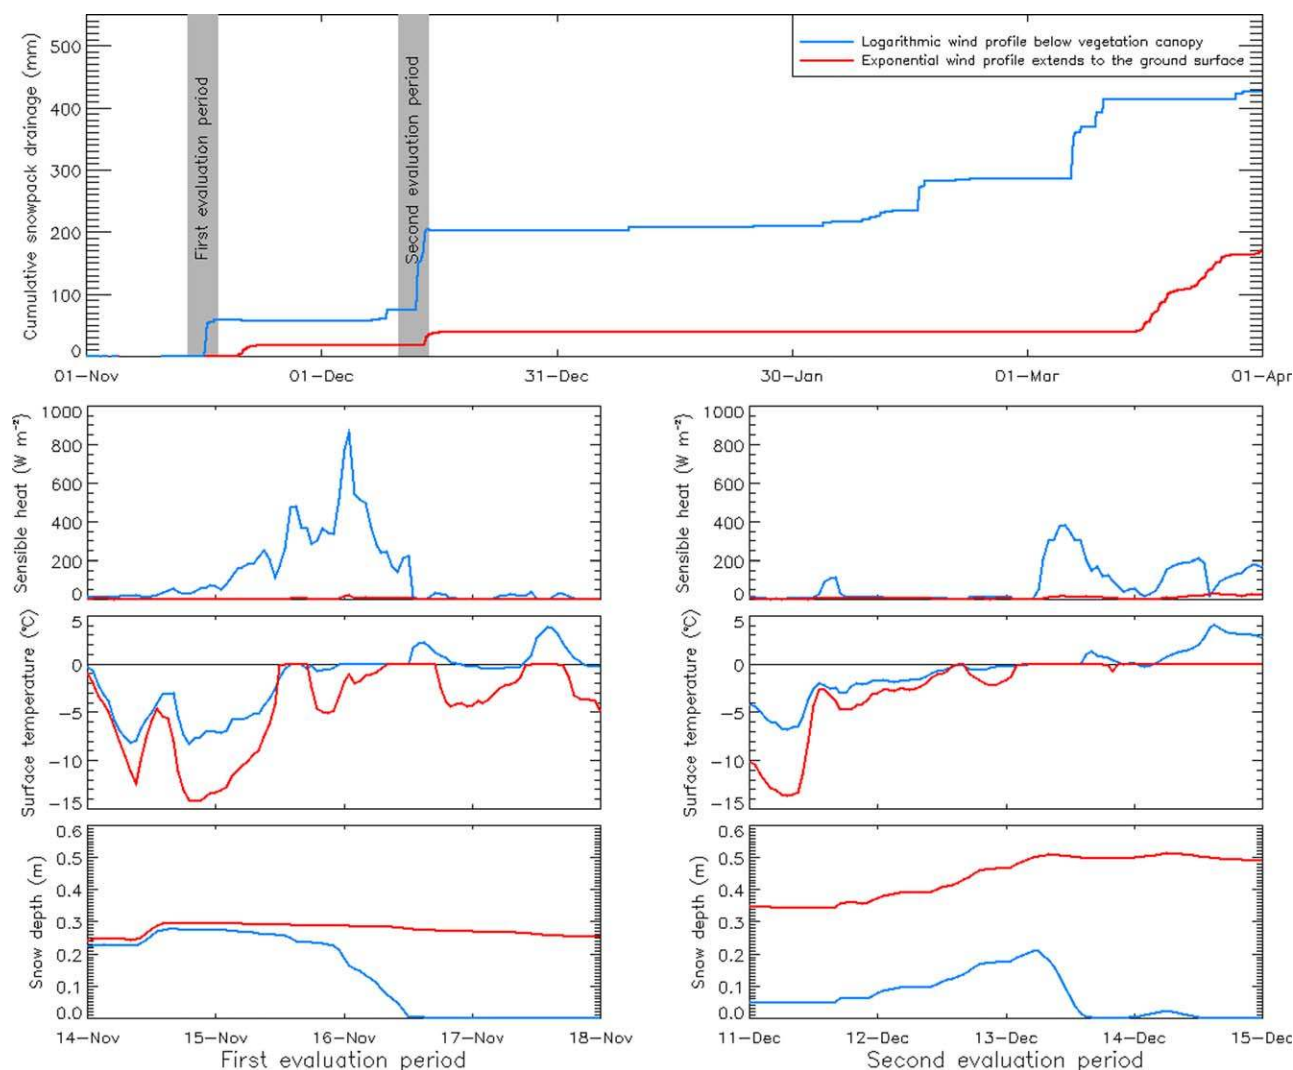 Cumulative snowpack drainage (mm)
500
400
300
200
100
0
First evaluation period
Second evaluation period
Logarithmic wind profile below vegetation canopy
Exponential wind profile extends to the ground surface
01-Nov 01-Dec 31-Dec 30-Jan 01-Mar 01-Apr
Sensible heat (W m⁻²)
1000
800
600
400
200
0
Sensible heat (W m⁻²)
1000
800
600
400
200
0
Surface temperature (°C)
5
0
-5
-10
-15
Surface temperature (°C)
5
0
-5
-10
-15
Snow depth (m)
0.6
0.5
0.4
0.3
0.2
0.1
0.0
14-Nov 15-Nov 16-Nov 17-Nov 18-Nov
First evaluation period
Snow depth (m)
0.6
0.5
0.4
0.3
0.2
0.1
0.0
11-Dec 12-Dec 13-Dec 14-Dec 15-Dec
Second evaluation period